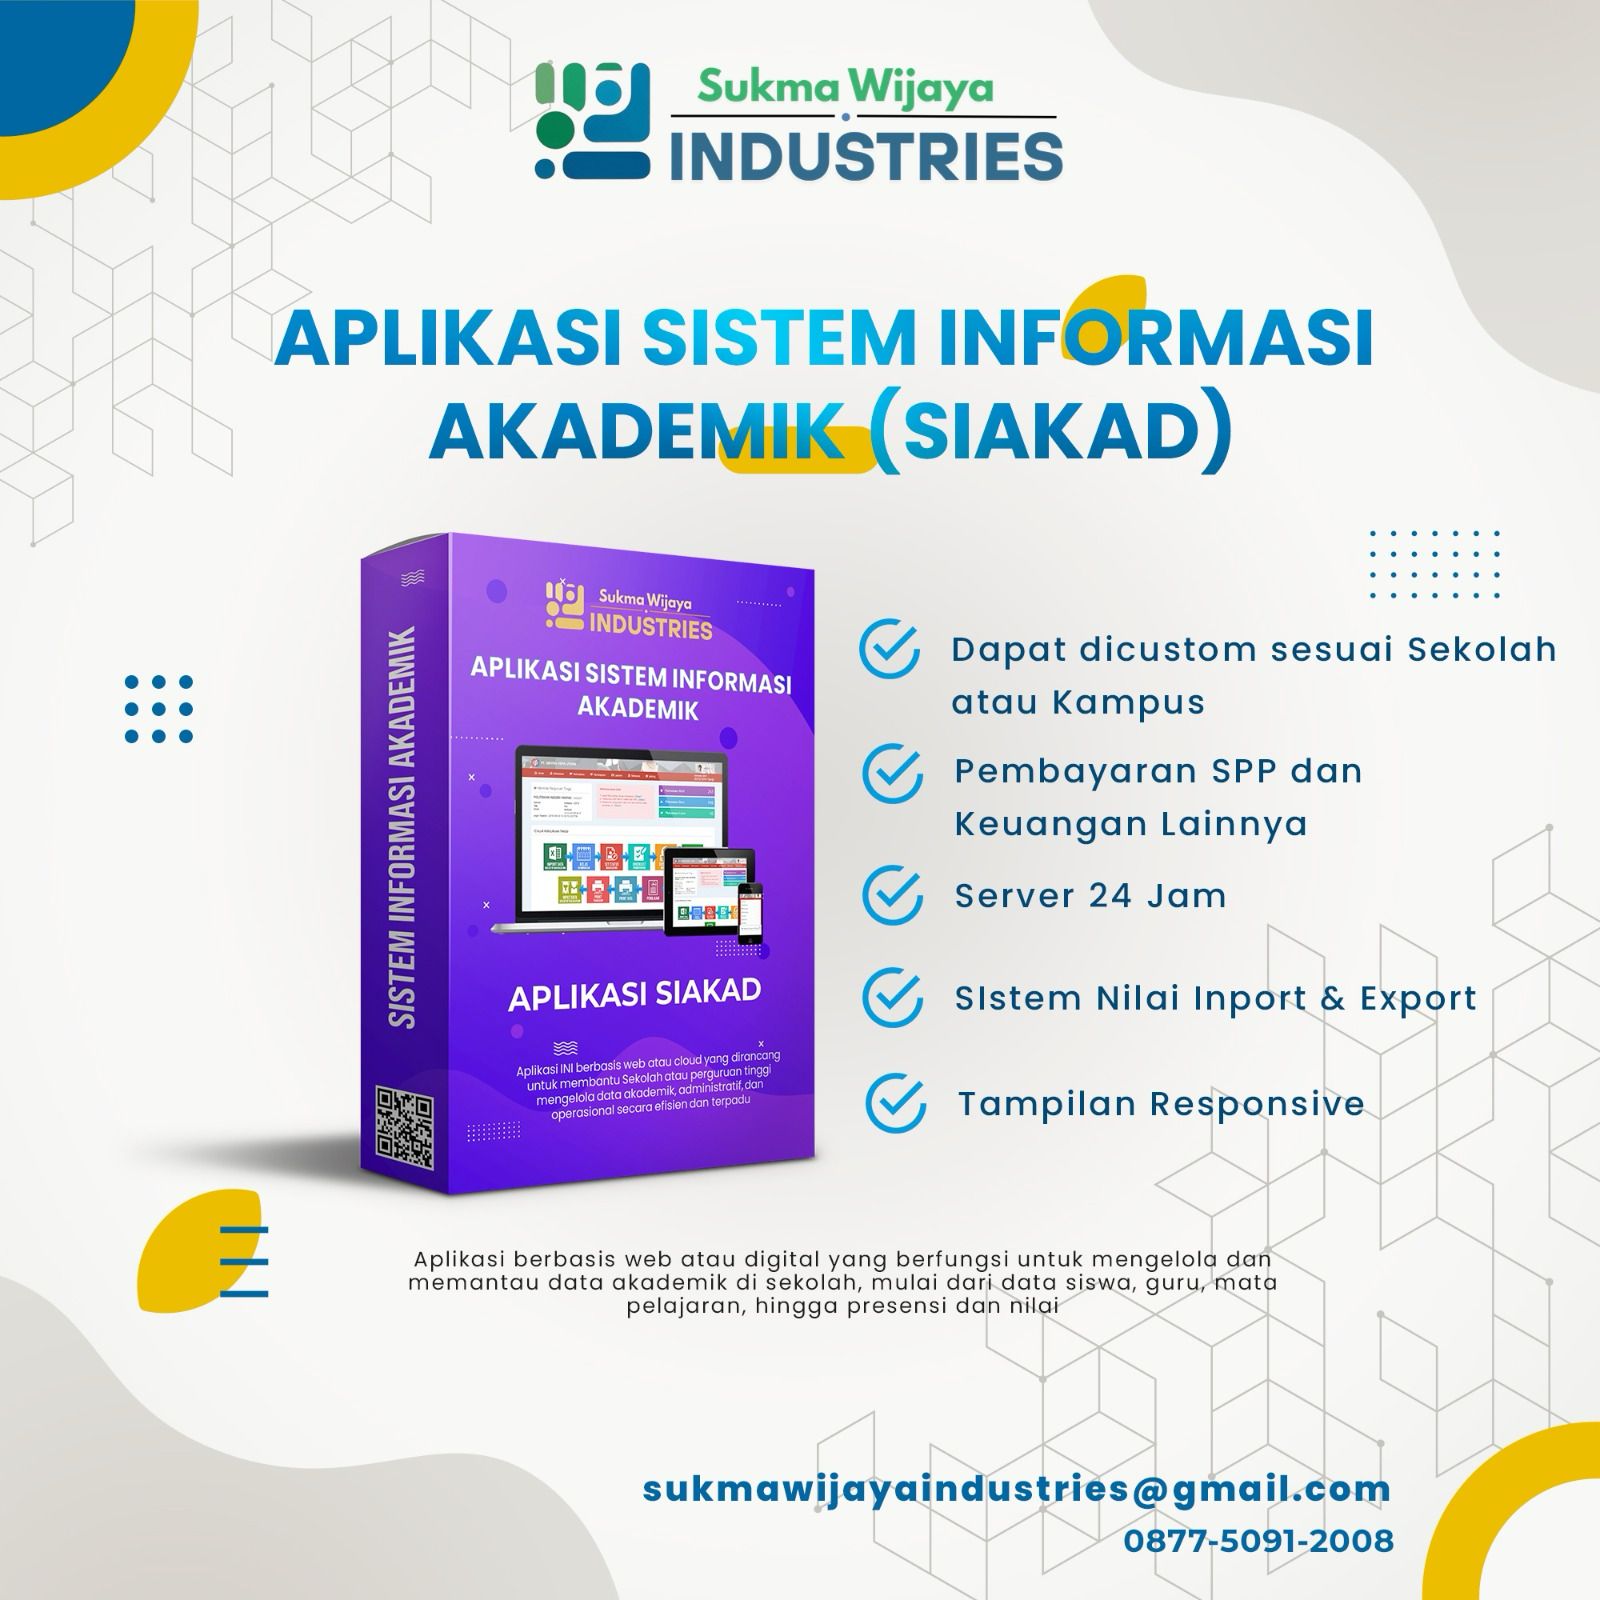 Sukma Wijaya
INDUSTRIES
APLIKASI SISTEM INFORMASI
AKADEMIK (SIAKAD)
SISTEM INFORMASI AKADEMIK
Sukma Wijaya
INDUSTRIES
APLIKASI SISTEM INFORMASI
AKADEMIK
APLIKASI SIAKAD
Aplikasi INI berbasis web atau cloud yang dirancang
untuk membantu Sekolah atau perguruan tinggi
mengelola data akademik, administratif, dan
operasional secara efisien dan terpadu
Dapat dicustom sesuai Sekolah
atau Kampus
Pembayaran SPP dan
Keuangan Lainnya
Server 24 Jam
SIstem Nilai Inport & Export
Tampilan Responsive
Aplikasi berbasis web atau digital yang berfungsi untuk mengelola dan
memantau data akademik di sekolah, mulai dari data siswa, guru, mata
pelajaran, hingga presensi dan nilai
sukmawijayaindustries@gmail.com
0877-5091-2008